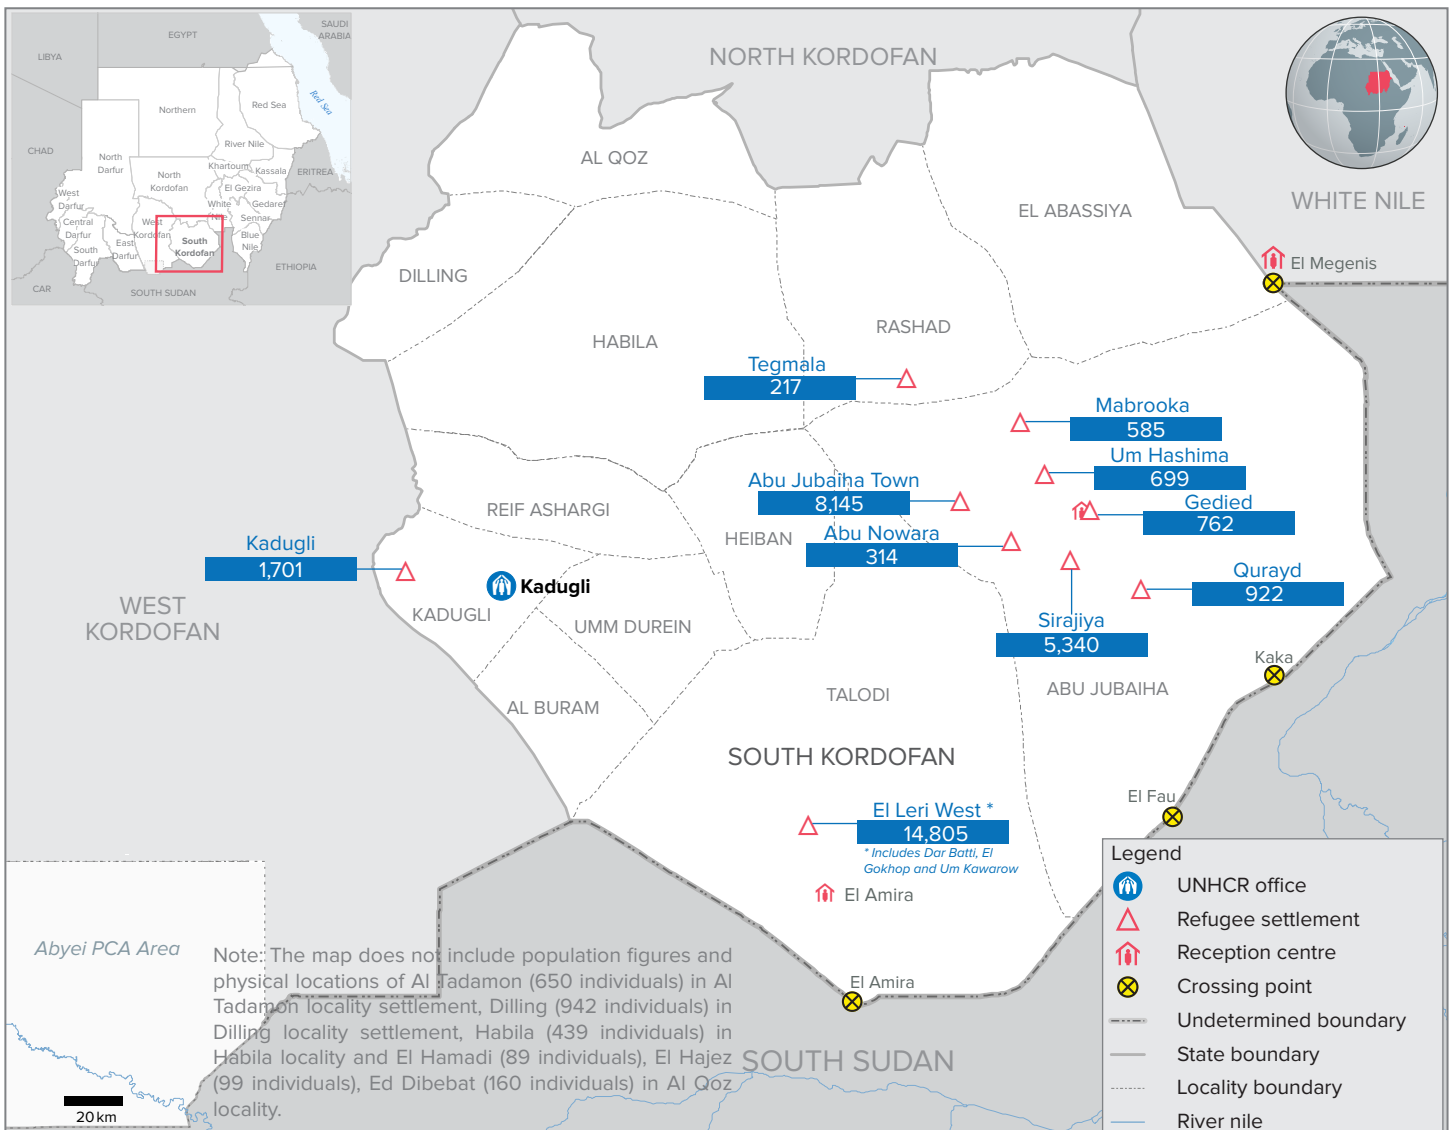 SAUDI
ARABIA
EGYPT
LIBYA
Red Sea
Northern
Red Sea
River Nile
CHAD
North
Darfur
Khartoum
Kassala
ERITREA
North
Kordofan
El Gezira
West
Darfur
White
Nile
Gedaref
Central
Darfur
West
Kordofan
Sennar
South
Kordofan
Blue
Nile
East
Darfur
South
Darfur
ETHIOPIA
CAR
SOUTH SUDAN
NORTH KORDOFAN
AL QOZ
WHITE NILE
EL ABASSIYA
El Megenis
DILLING
RASHAD
HABILA
Tegmala
217
Mabrooka
585
Um Hashima
699
Abu Jubaiha Town
8,145
Gedied
762
REIF ASHARGI
HEIBAN
Abu Nowara
314
Kadugli
1,701
Qurayd
922
Kadugli
WEST
KORDOFAN
KADUGLI
UMM DUREIN
Sirajiya
5,340
Kaka
ABU JUBAIHA
TALODI
AL BURAM
SOUTH KORDOFAN
El Fau
El Leri West *
14,805
* Includes Dar Batti, El
Gokhop and Um Kawarow
El Amira
El Amira
Abyei PCA Area
Note: The map does not include population figures and
physical locations of Al Tadamon (650 individuals) in Al
Tadamon locality settlement, Dilling (942 individuals) in
Dilling locality settlement, Habila (439 individuals) in
Habila locality and El Hamadi (89 individuals), El Hajez
(99 individuals), Ed Dibebat (160 individuals) in Al Qoz
locality.
SOUTH SUDAN
20 km
Legend
UNHCR office
Refugee settlement
Reception centre
Crossing point
Undetermined boundary
State boundary
Locality boundary
River nile